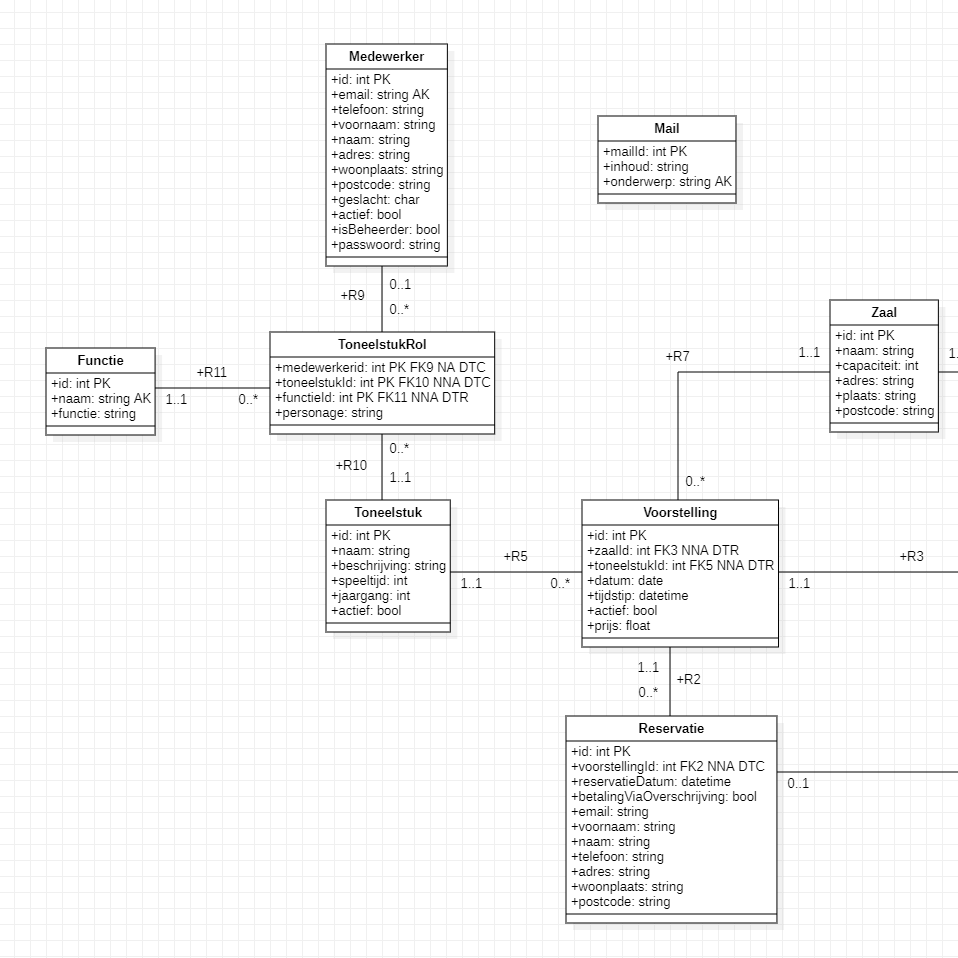 Medewerker
+id: int PK
+email: string AK
+telefoon: string
+voornaam: string
+naam: string
+adres: string
+woonplaats: string
+postcode: string
+geslacht: char
+actief: bool
+isBeheerder: bool
+passwoord: string
Mail
+mailId: int PK
+inhoud: string
+onderwerp: string AK
0..1
+R9
0..*
Zaal
+id: int PK
+naam: string
+capaciteit: int
+adres: string
+plaats: string
+postcode: string
1..
+R7
1..1
0..*
Functie
+id: int PK
+naam: string AK
+functie: string
+R11
1..1
0..*
ToneelstukRol
+medewerkerid: int PK FK9 NA DTC
+toneelstukId: int PK FK10 NNA DTC
+functieId: int PK FK11 NNA DTR
+personage: string
0..*
+R10
1..1
Toneelstuk
+id: int PK
+naam: string
+beschrijving: string
+speeltijd: int
+jaargang: int
+actief: bool
+R5
1..1
0..*
Voorstelling
+id: int PK
+zaalId: int FK3 NNA DTR
+toneelstukId: int FK5 NNA DTR
+datum: date
+tijdstip: datetime
+actief: bool
+prijs: float
+R3
1..1
1..1
+R2
0..*
Reservatie
+id: int PK
+voorstellingId: int FK2 NNA DTC
+reservatieDatum: datetime
+betalingViaOverschrijving: bool
+email: string
+voornaam: string
+naam: string
+telefoon: string
+adres: string
+woonplaats: string
+postcode: string
0..1